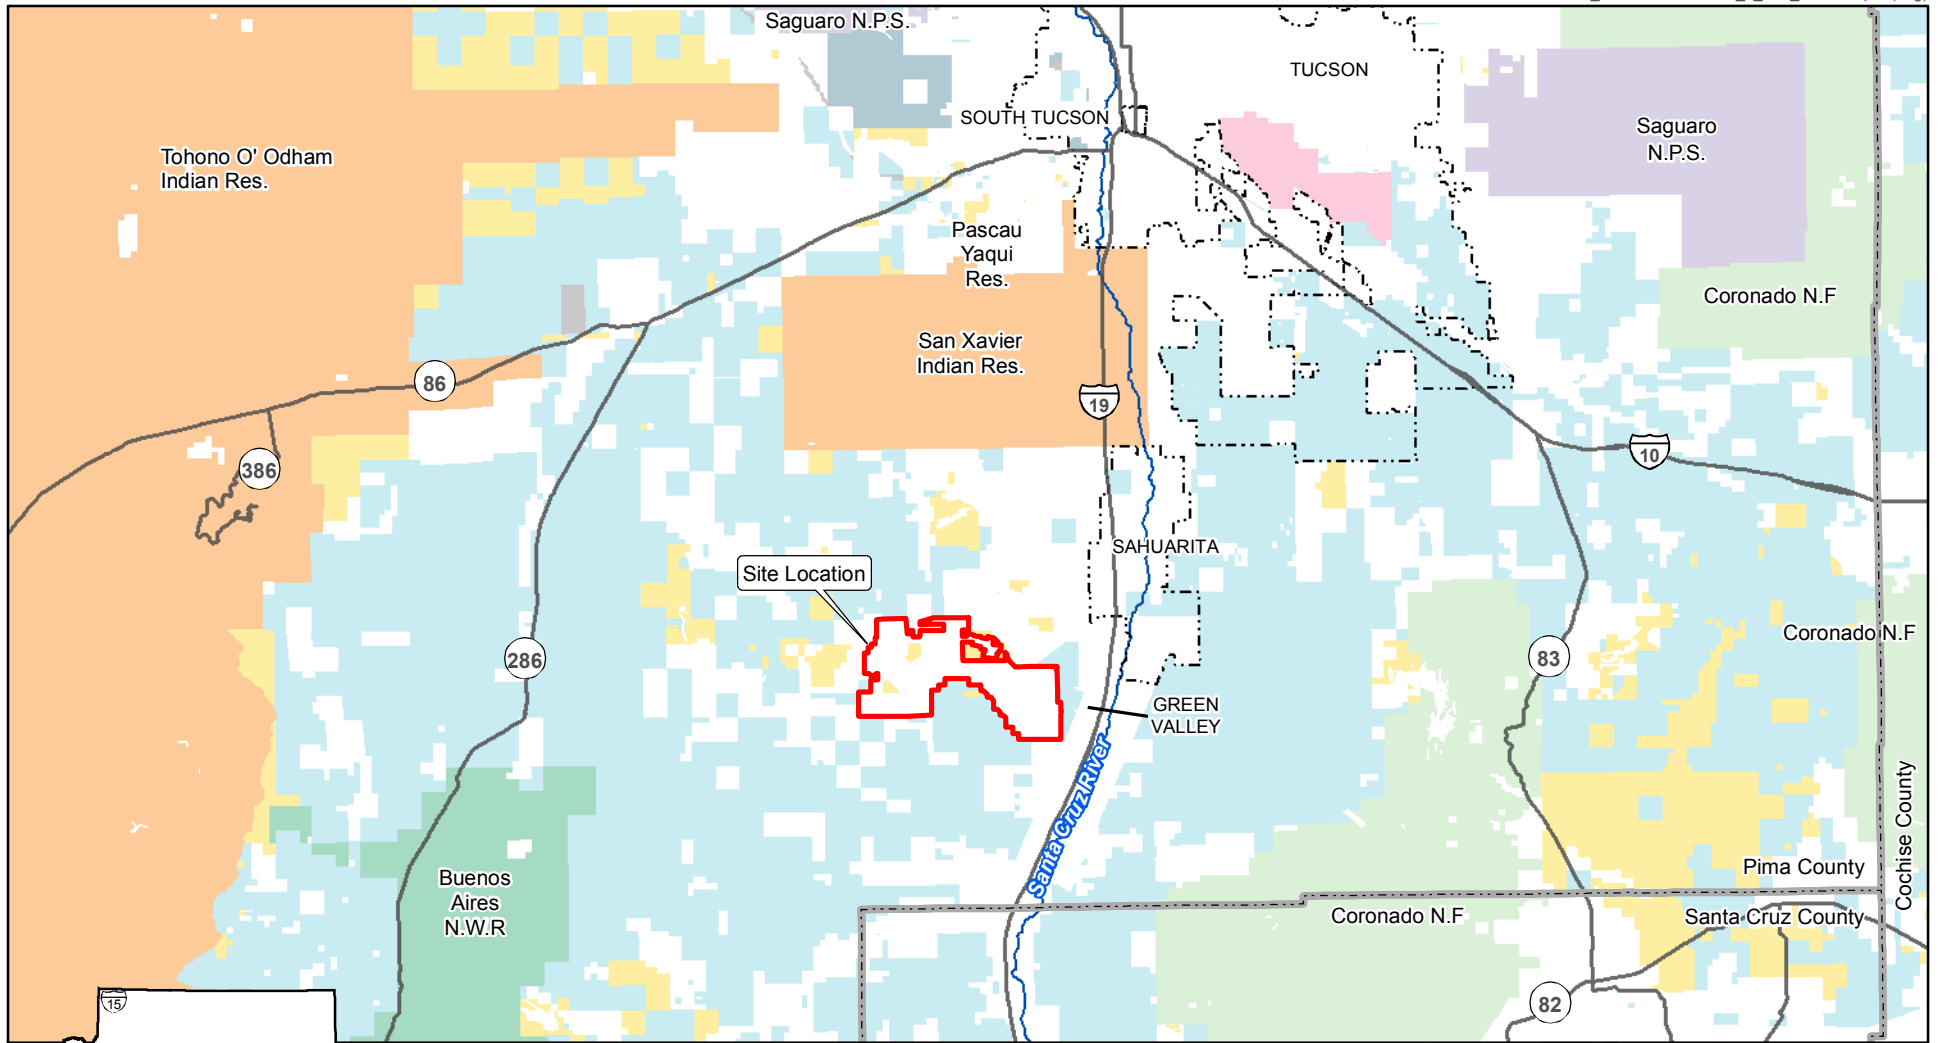 Saguaro N.P.S.
TUCSON
SOUTH TUCSON
Saguaro
N.P.S.
Tohono O' Odham
Indian Res.
Pascau
Yaqui
Res.
Coronado N.F
San Xavier
Indian Res.
86
19
386
10
SAHUARITA
Site Location
Coronado N.F
286
83
GREEN
VALLEY
Santa Cruz River
Cochise County
Pima County
Buenos
Aires
N.W.R
Coronado N.F
Santa Cruz County
15
82